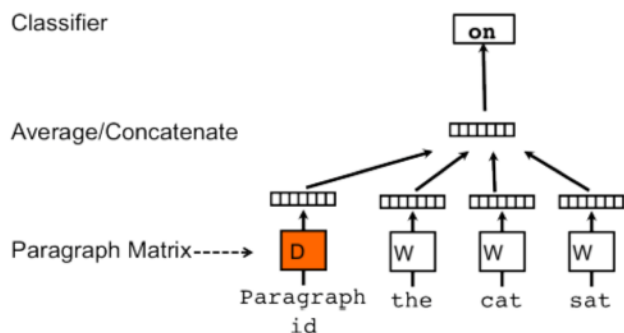 Classifier
on
Average/Concatenate
Paragraph Matrix
D
W
W
W
Paragraph
id
the
cat
sat